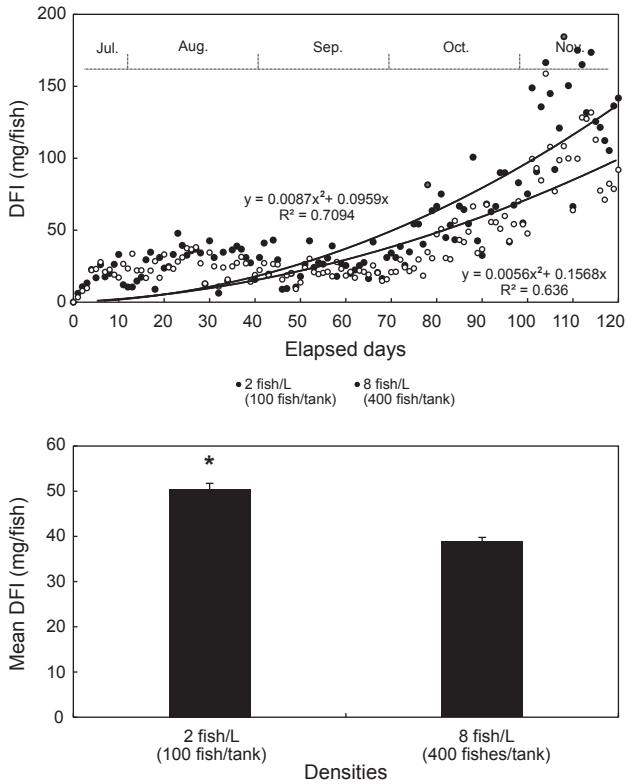 200
150
100
50
0
DFI (mg/fish)
Jul. Aug. Sep. Oct. Nov.
y = 0.0087x² + 0.0959x
R² = 0.7094
y = 0.0056x² + 0.1568x
R² = 0.636
0 10 20 30 40 50 60 70 80 90 100 110 120
Elapsed days
2 fish/L 8 fish/L
(100 fish/tank) (400 fish/tank)
60
50
40
30
20
10
0
Mean DFI (mg/fish)
*
2 fish/L 8 fish/L
(100 fish/tank) (400 fishes/tank)
Densities